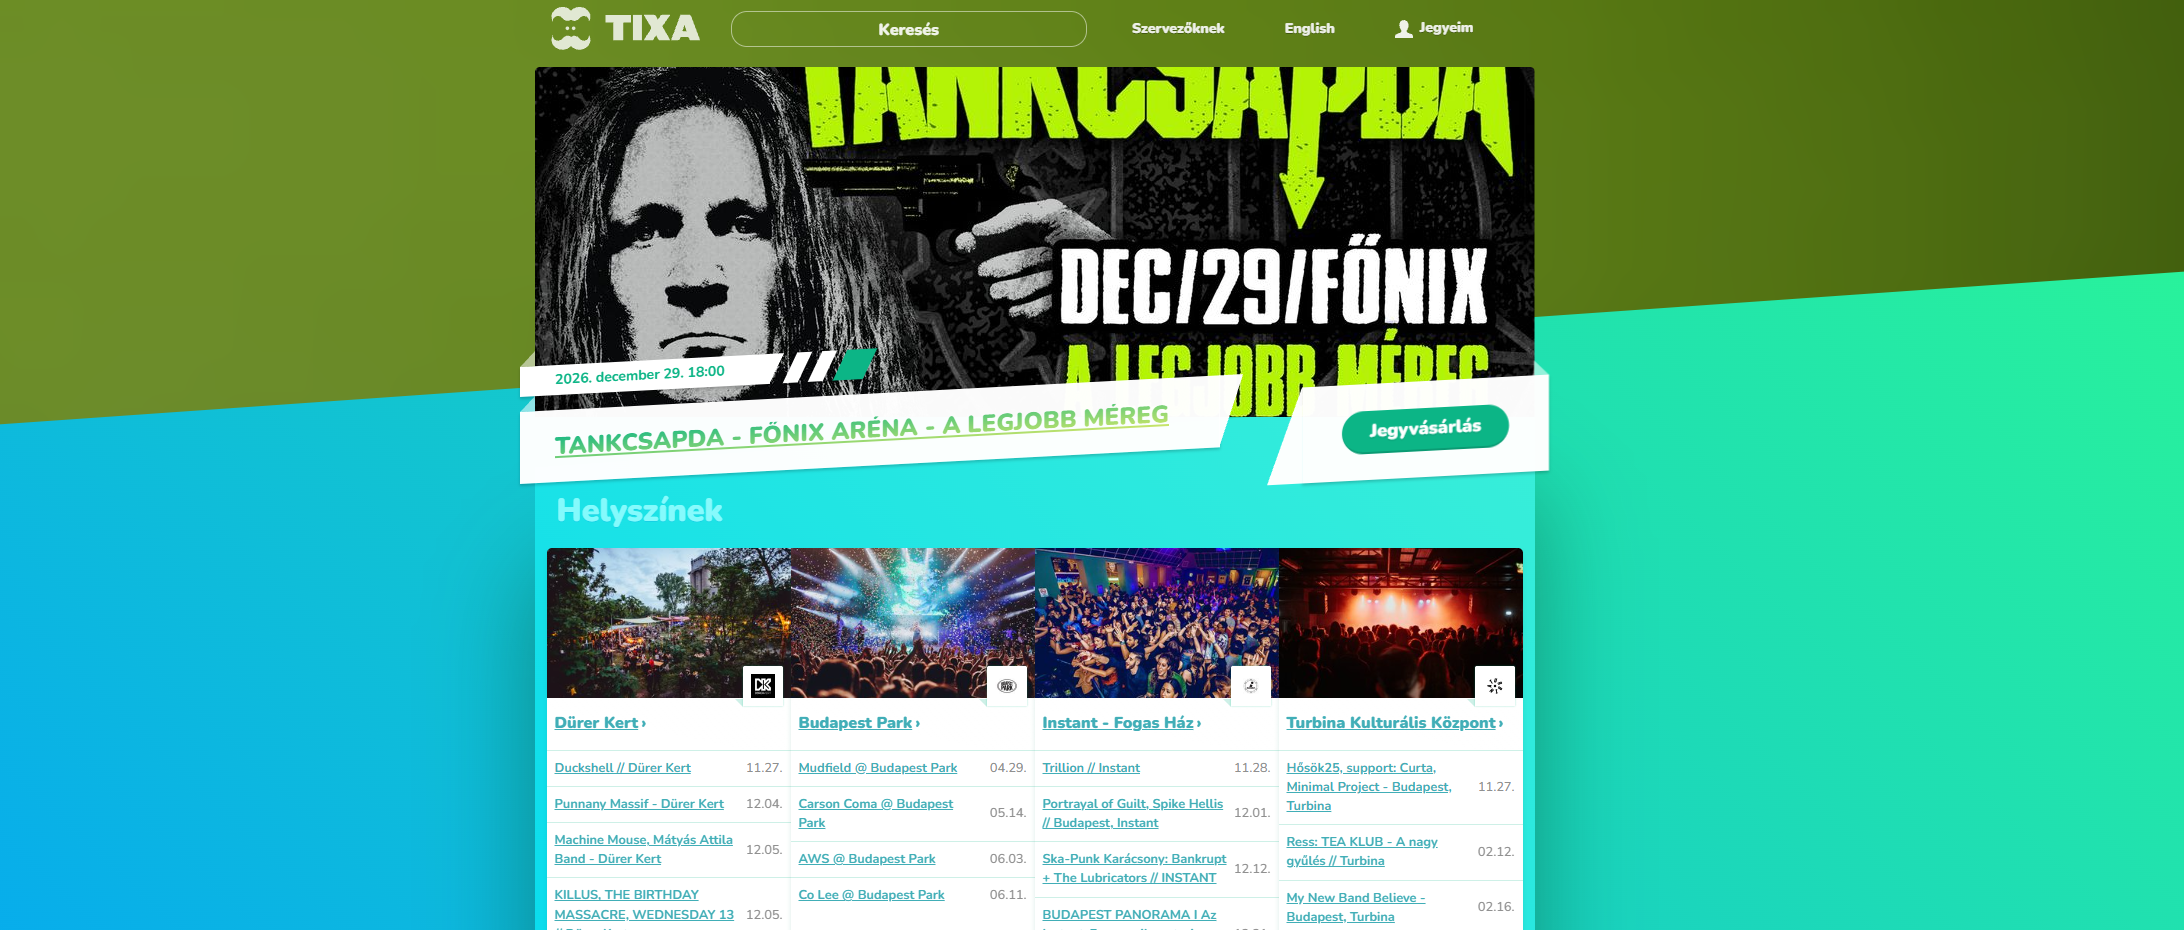 TIXA
Keresés
Szervezőknek
English
Jegyeim
TANKCSAPDA
DEC/29/FŐNIX
A LEGJOBB MÉREG
2026. december 29. 18:00
TANKCSAPDA - FŐNIX ARÉNA - A LEGJOBB MÉREG
Jegyvásárlás
Helyszínek
Dürer Kert ›
Duckshell // Dürer Kert 11.27.
Punnany Massif - Dürer Kert 12.04.
Machine Mouse, Mátyás Attila
Band - Dürer Kert 12.05.
KILLUS, THE BIRTHDAY
MASSACRE, WEDNESDAY 13 12.05.
Budapest Park ›
Mudfield @ Budapest Park 04.29.
Carson Coma @ Budapest
Park 05.14.
AWS @ Budapest Park 06.03.
Co Lee @ Budapest Park 06.11.
Instant - Fogas Ház ›
Trillion // Instant 11.28.
Portrayal of Guilt, Spike Hellis
// Budapest, Instant 12.01.
Ska-Punk Karácsony: Bankrupt
+ The Lubricators // INSTANT 12.12.
BUDAPEST PANORAMA I Az
Turbina Kulturális Központ ›
Hősök25, support: Curta,
Minimal Project - Budapest, 11.27.
Turbina
Ress: TEA KLUB - A nagy
gyűlés // Turbina 02.12.
My New Band Believe -
Budapest, Turbina 02.16.